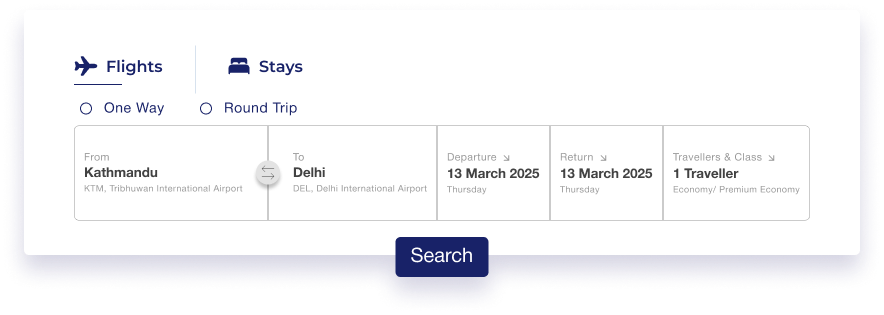 Flights
Stays
One Way
Round Trip
From
Kathmandu
KTM, Tribhuwan International Airport
To
Delhi
DEL, Delhi International Airport
Departure
13 March 2025
Thursday
Return
13 March 2025
Thursday
Travellers & Class
1 Traveller
Economy/ Premium Economy
Search